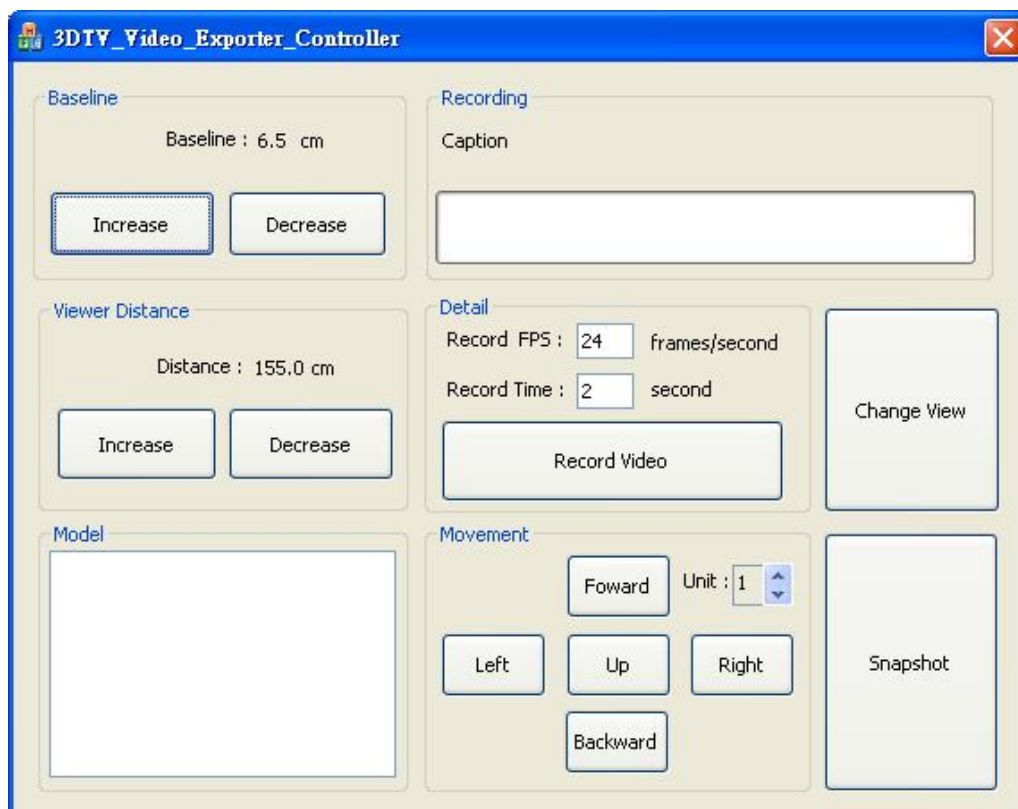 3DTV_Video_Exporter_Controller
Baseline
Baseline : 6.5 cm
Increase
Decrease
Recording
Caption
Viewer Distance
Distance : 155.0 cm
Increase
Decrease
Detail
Record FPS : 24 frames/second
Record Time : 2 second
Record Video
Change View
Model
Movement
Foward
Unit : 1
Left
Up
Right
Backward
Snapshot